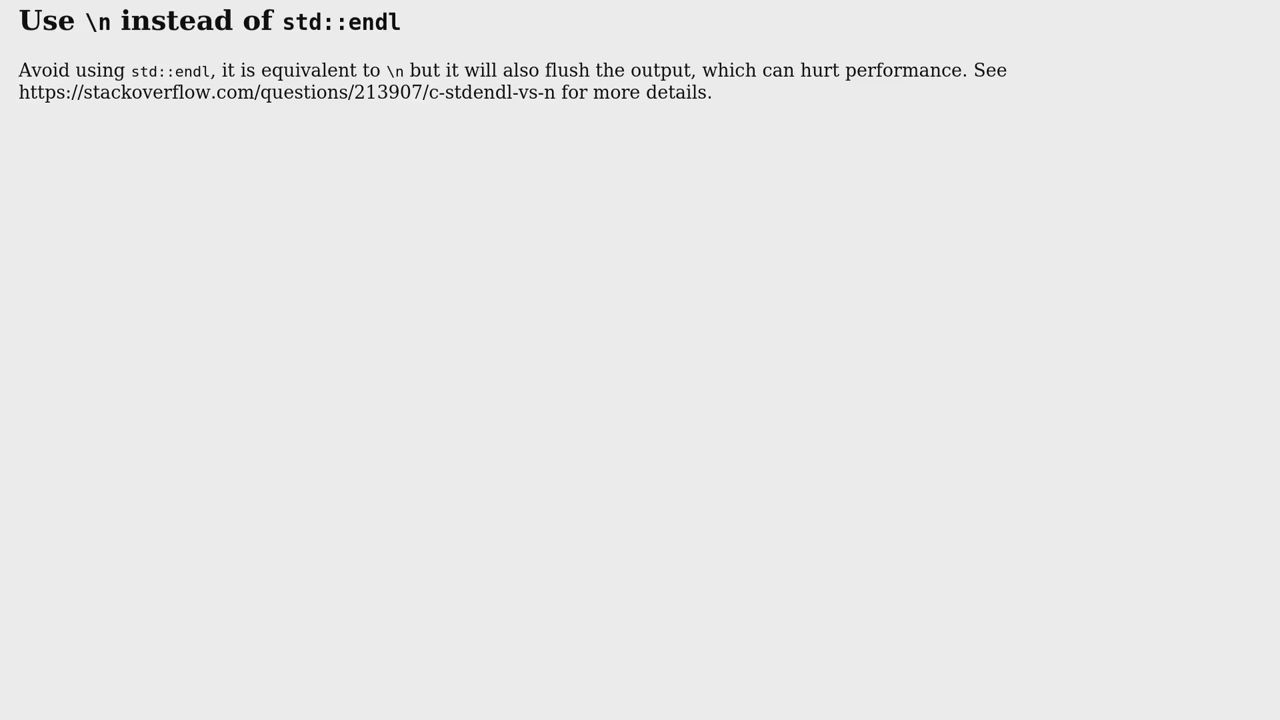 Use \n instead of std::endl
Avoid using std::endl, it is equivalent to \n but it will also flush the output, which can hurt performance. See
https://stackoverflow.com/questions/213907/c-stdendl-vs-n for more details.